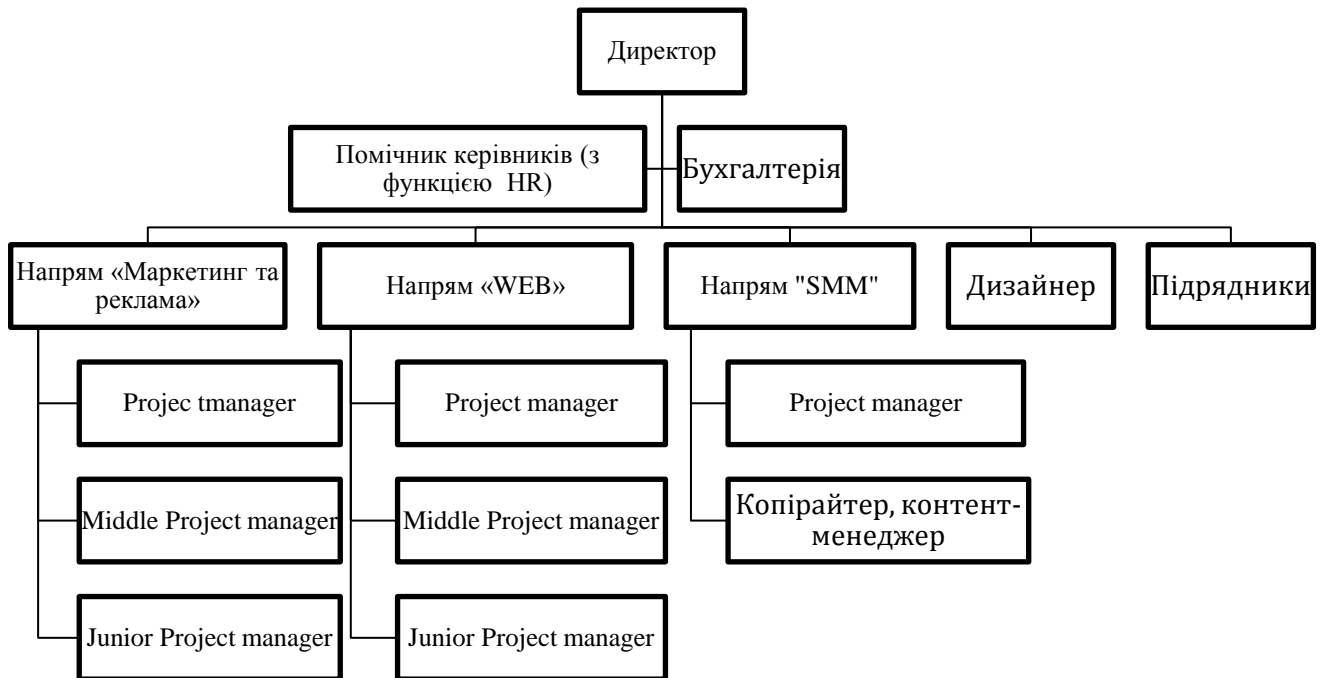 Директор
Помічник керівників (з
функцією HR)
Бухгалтерія
Напрям «Маркетинг та
реклама»
Напрям «WEB»
Напрям "SMM"
Дизайнер
Підрядники
Projec tmanager
Project manager
Project manager
Middle Project manager
Middle Project manager
Копірайтер, контент-
менеджер
Junior Project manager
Junior Project manager